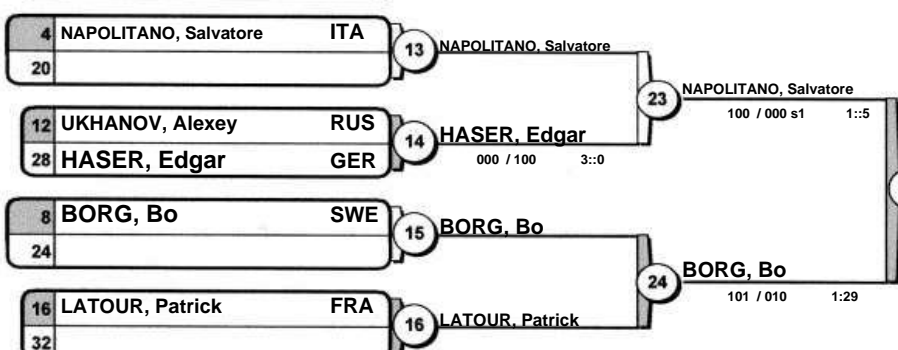 4 NAPOLITANO, Salvatore ITA
20
13 NAPOLITANO, Salvatore
12 UKHANOV, Alexey RUS
28 HASER, Edgar GER
14 HASER, Edgar
000 / 100 3::0
23 NAPOLITANO, Salvatore
100 / 000 s1 1::5
8 BORG, Bo SWE
24
15 BORG, Bo
16 LATOUR, Patrick FRA
32
16 LATOUR, Patrick
24 BORG, Bo
101 / 010 1:29